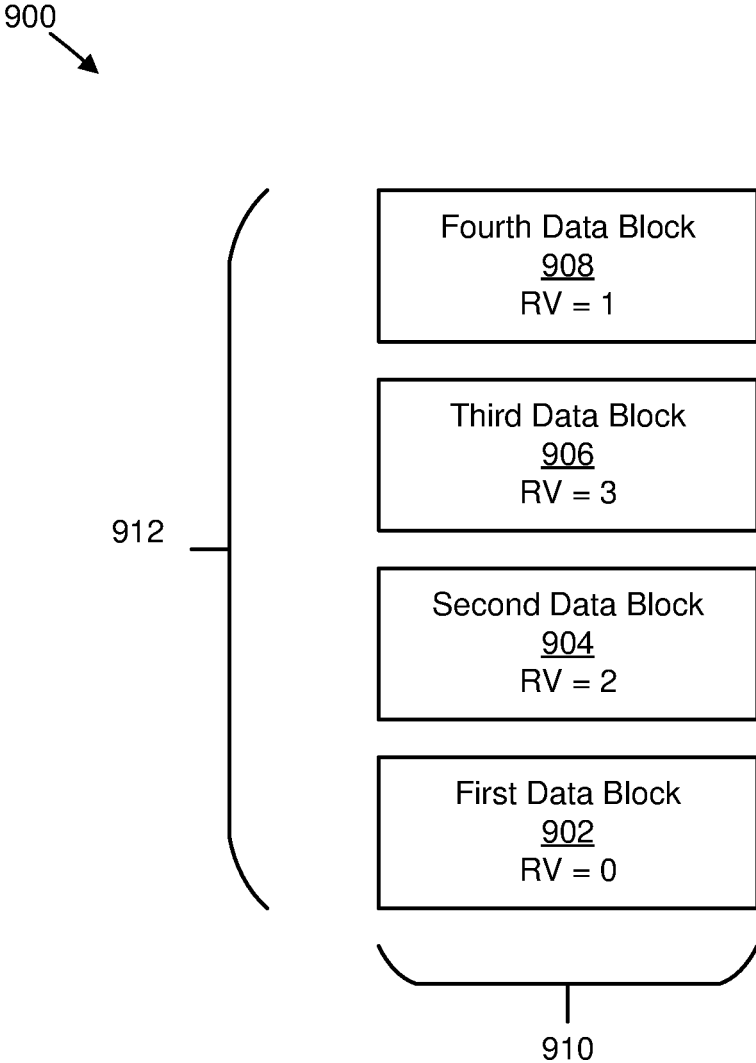 900
Fourth Data Block
908
RV = 1
Third Data Block
906
RV = 3
912
Second Data Block
904
RV = 2
First Data Block
902
RV = 0
910